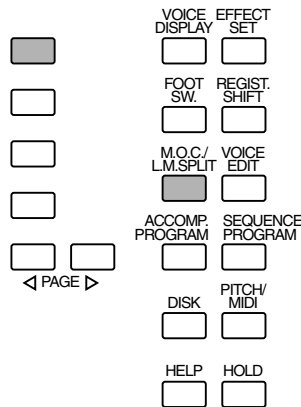 VOICE DISPLAY
EFFECT SET
FOOT SW.
REGIST. SHIFT
M.O.C./ L.M.SPLIT
VOICE EDIT
ACCOMP. PROGRAM
SEQUENCE PROGRAM
PAGE
DISK
PITCH/ MIDI
HELP
HOLD